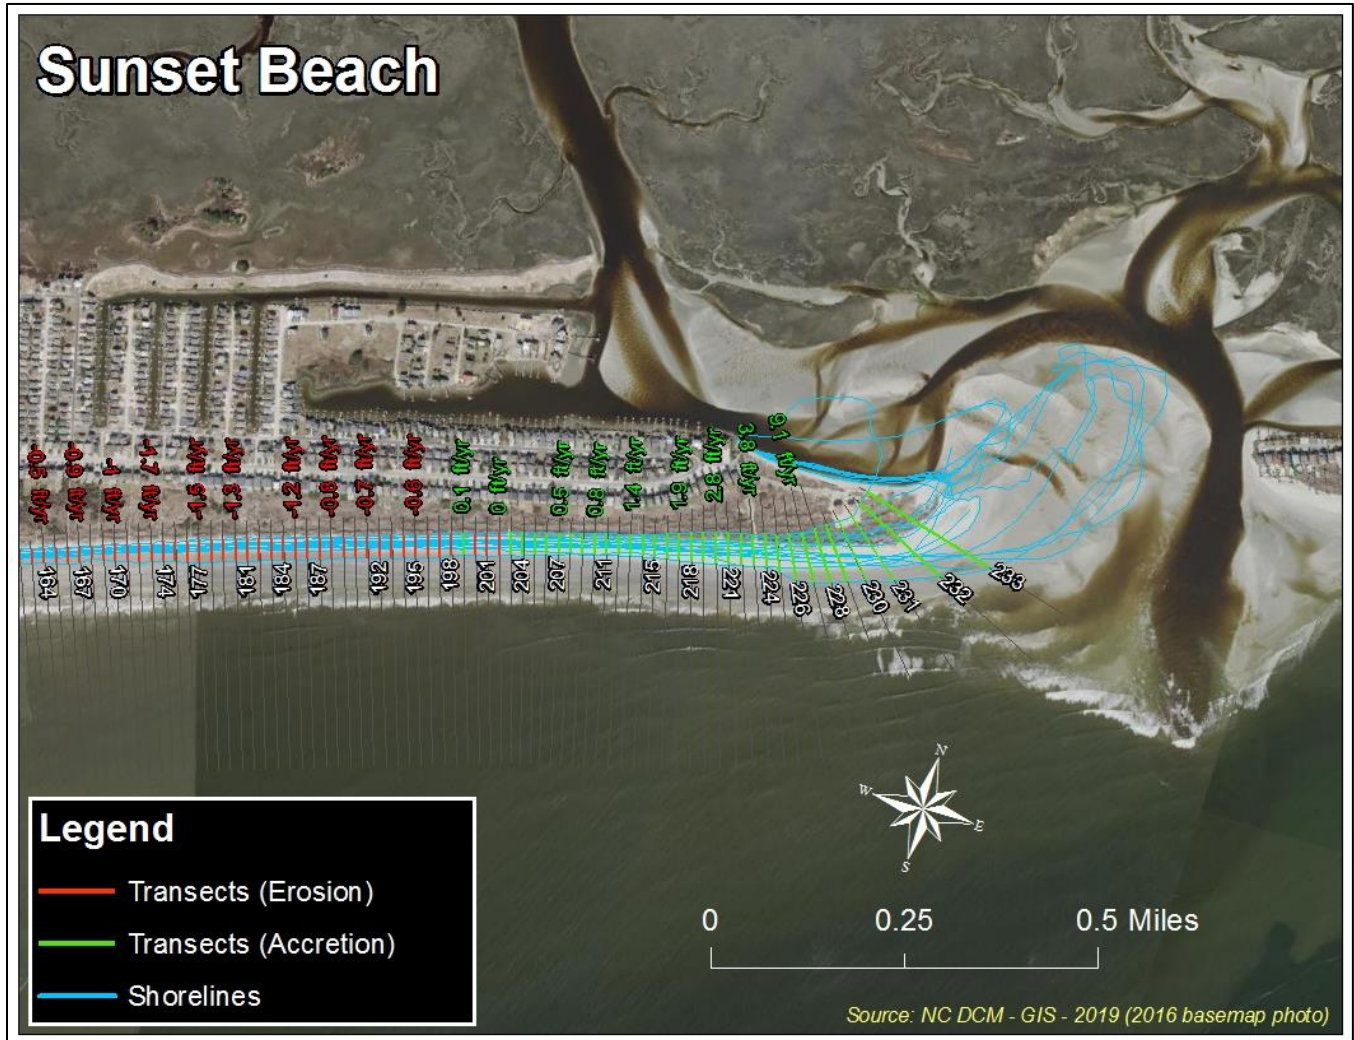 Sunset Beach
-0.5 ft/yr
-0.9 ft/yr
-1 ft/yr
-1.7 ft/yr
-1.5 ft/yr
-1.3 ft/yr
-1.2 ft/yr
-0.8 ft/yr
-0.7 ft/yr
-0.6 ft/yr
0.1 ft/yr
0 ft/yr
0.5 ft/yr
0.8 ft/yr
1.4 ft/yr
1.9 ft/yr
2.8 ft/yr
3.8 ft/yr
9.1 ft/yr
164
167
170
174
177
181
184
187
192
195
198
201
204
207
211
215
218
221
224
226
228
230
231
232
233
N
W
E
S
Legend
Transects (Erosion)
Transects (Accretion)
Shorelines
0 0.25 0.5 Miles
Source: NC DCM - GIS - 2019 (2016 basemap photo)